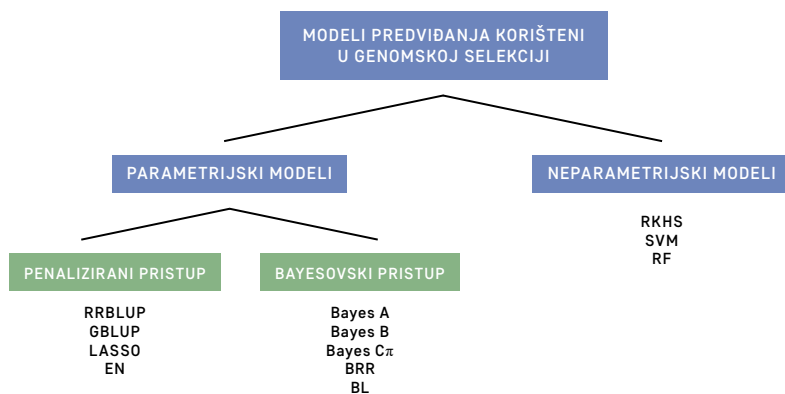 MODELI PREDVIĐANJA KORIŠTENI
U GENOMSKOJ SELEKCIJI
PARAMETRIJSKI MODELI
NEPARAMETRIJSKI MODELI
RKHS
SVM
RF
PENALIZIRANI PRISTUP
BAYESOVSKI PRISTUP
RRBLUP
GBLUP
LASSO
EN
Bayes A
Bayes B
Bayes Cπ
BRR
BL